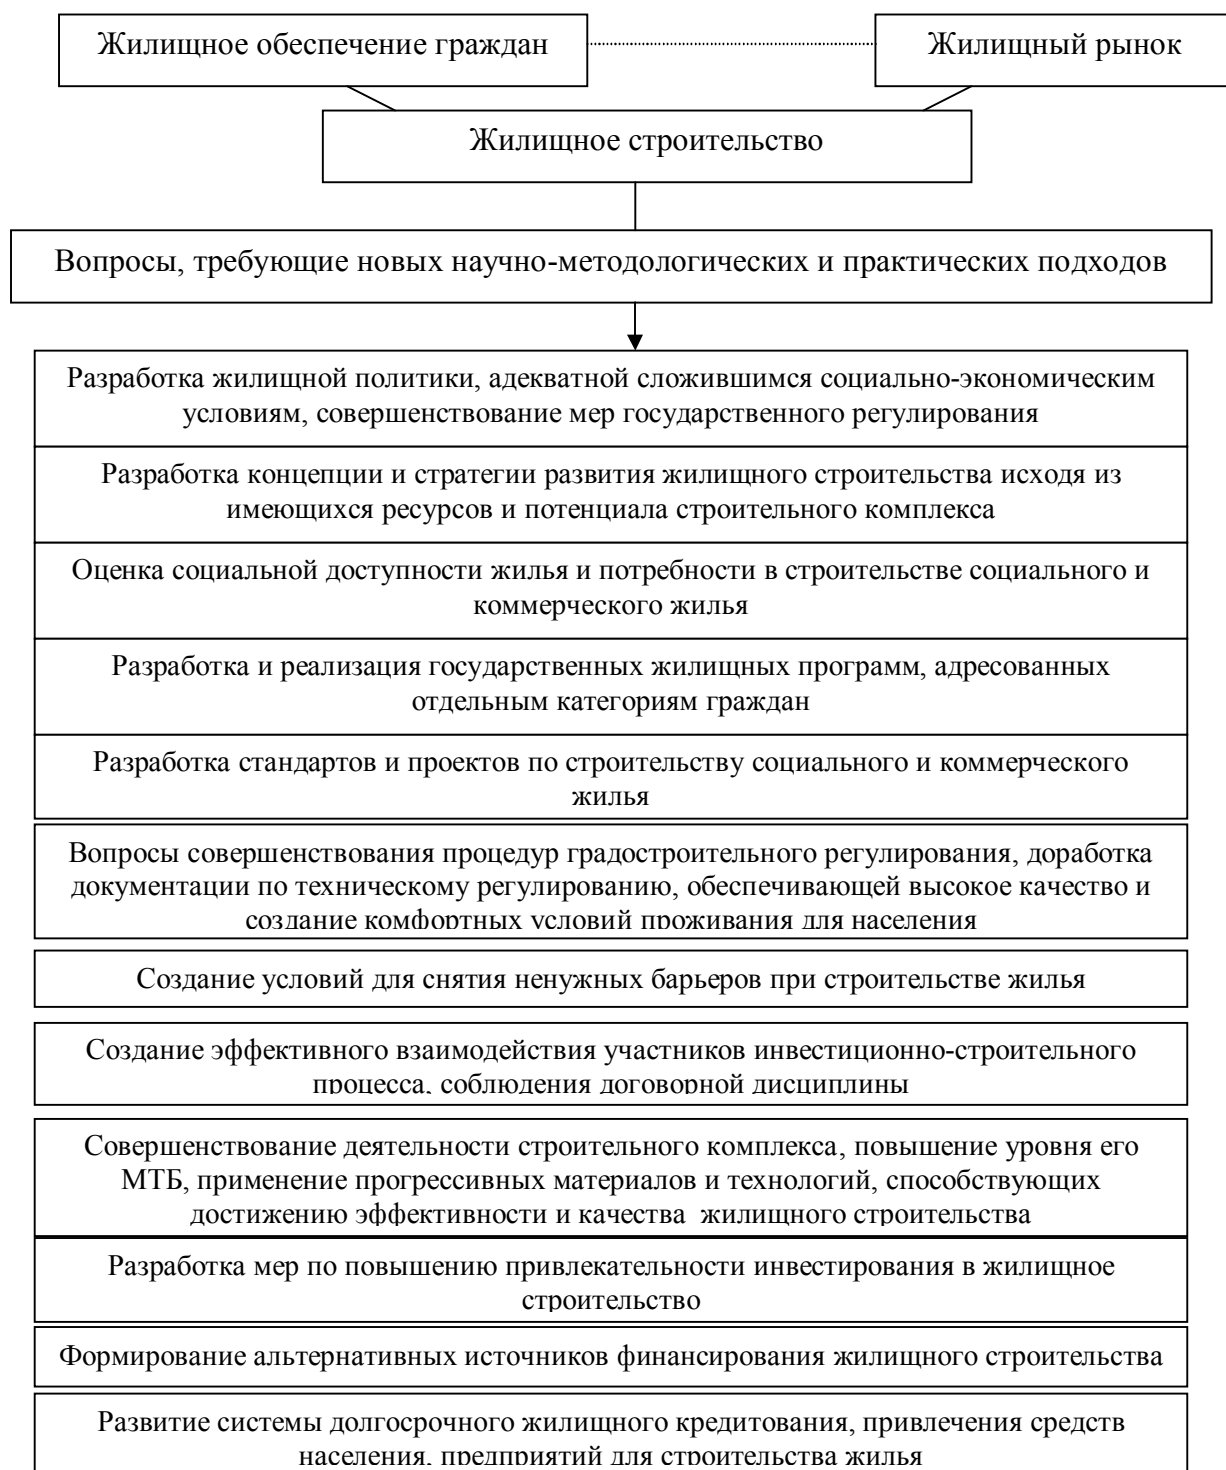 Жилищное обеспечение граждан
Жилищный рынок
Жилищное строительство
Вопросы, требующие новых научно-методологических и практических подходов
Разработка жилищной политики, адекватной сложившимся социально-экономическим
условиям, совершенствование мер государственного регулирования
Разработка концепции и стратегии развития жилищного строительства исходя из
имеющихся ресурсов и потенциала строительного комплекса
Оценка социальной доступности жилья и потребности в строительстве социального и
коммерческого жилья
Разработка и реализация государственных жилищных программ, адресованных
отдельным категориям граждан
Разработка стандартов и проектов по строительству социального и коммерческого
жилья
Вопросы совершенствования процедур градостроительного регулирования, доработка
документации по техническому регулированию, обеспечивающей высокое качество и
создание комфортных условий проживания для населения
Создание условий для снятия ненужных барьеров при строительстве жилья
Создание эффективного взаимодействия участников инвестиционно-строительного
процесса, соблюдения договорной дисциплины
Совершенствование деятельности строительного комплекса, повышение уровня его
МТБ, применение прогрессивных материалов и технологий, способствующих
достижению эффективности и качества жилищного строительства
Разработка мер по повышению привлекательности инвестирования в жилищное
строительство
Формирование альтернативных источников финансирования жилищного строительства
Развитие системы долгосрочного жилищного кредитования, привлечения средств
населения, предприятий для строительства жилья